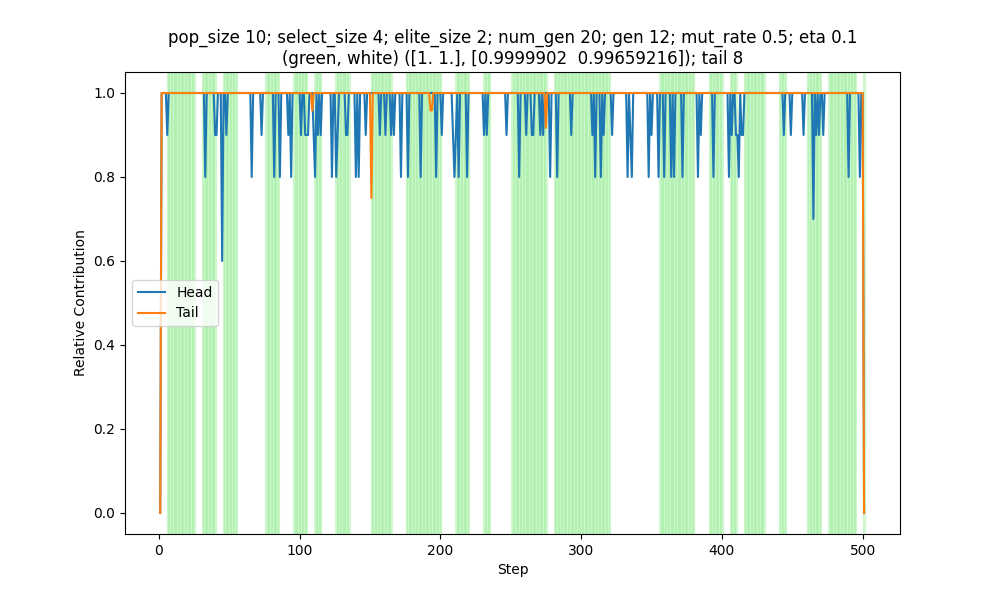 pop_size 10; select_size 4; elite_size 2; num_gen 20; gen 12; mut_rate 0.5; eta 0.1
(green, white) ([1. 1.], [0.9999902  0.99659216]); tail 8
Relative Contribution
1.0
0.8
0.6
0.4
0.2
0.0
Head
Tail
0
100
200
300
400
500
Step